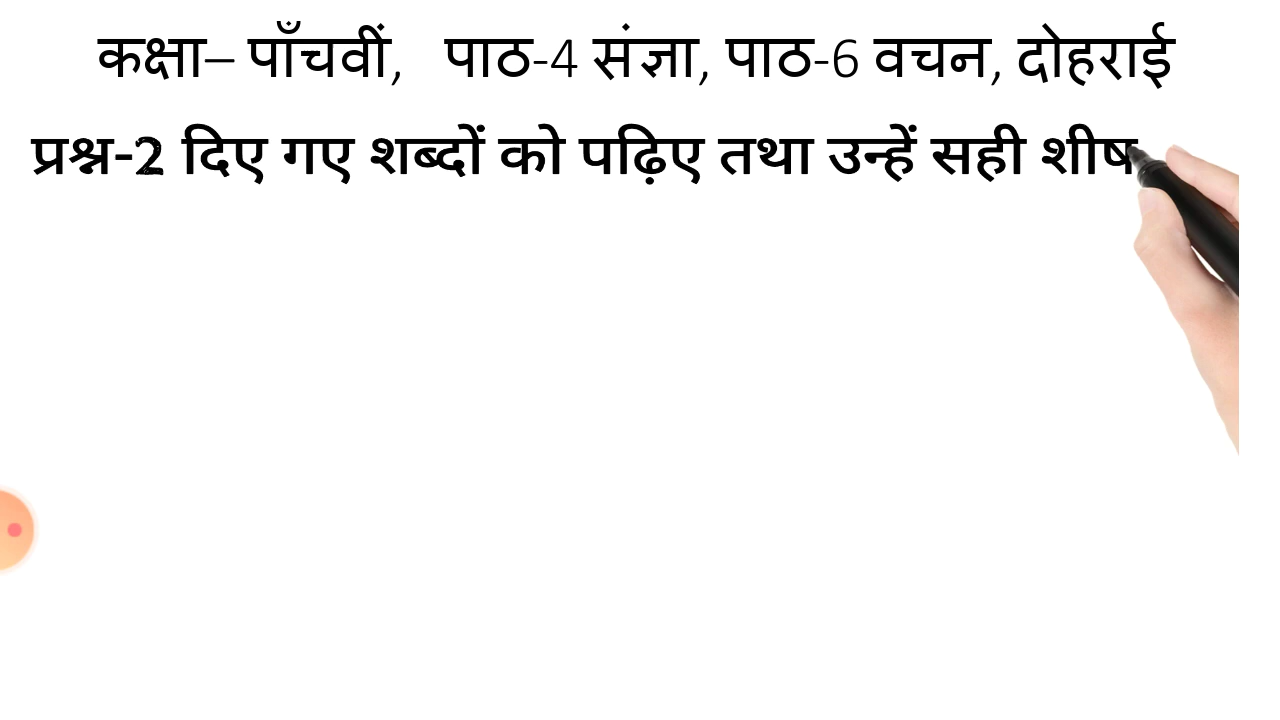 कक्षा– पाँचवीं, पाठ-4 संज्ञा, पाठ-6 वचन, दोहराई
प्रश्न-2 दिए गए शब्दों को पढ़िए तथा उन्हें सही शीष